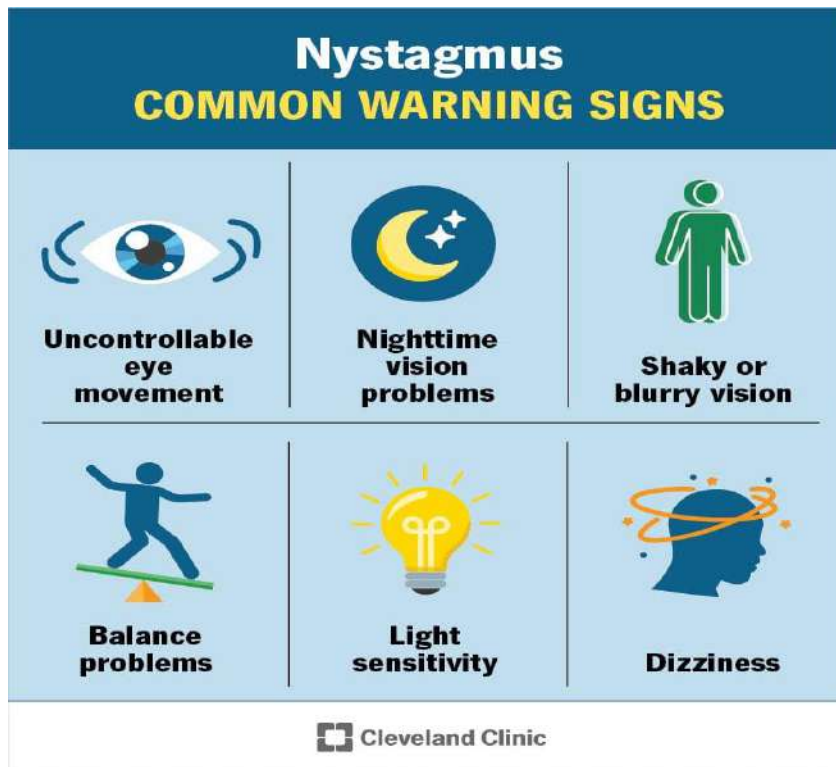 Nystagmus
COMMON WARNING SIGNS
Uncontrollable
eye
movement
Nighttime
vision
problems
Shaky or
blurry vision
Balance
problems
Light
sensitivity
Dizziness
Cleveland Clinic